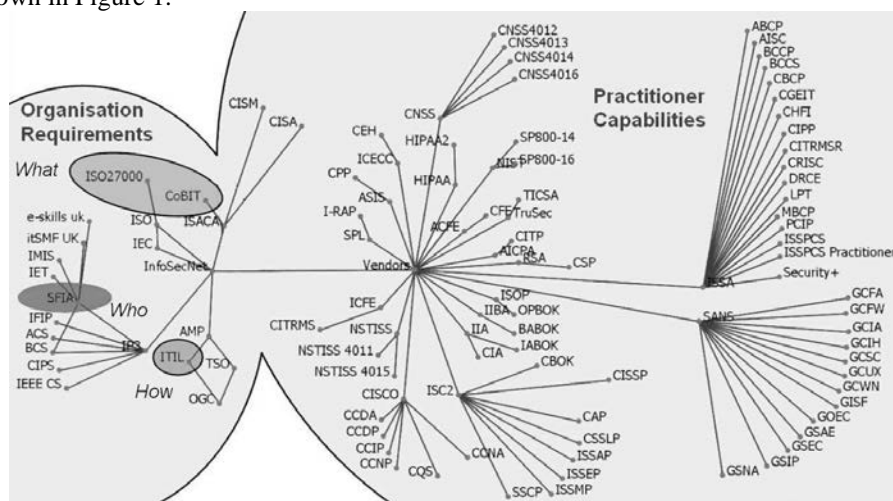 own in Figure 1.
Organisation
Requirements
What
ISO27000
CoBIT
CISM
CISA
e-skills uk
itSMF UK
IMIS
IET
SFIA
Who
ISO
IEC
ISACA
InfoSecNet
IFIP
ACS
BCS
CIPS
IEEE CS
IP3
AMP
ITIL
TSO
OGC
How
CNSS4012
CNSS4013
CNSS4014
CNSS4016
CNSS
CEH
ICECC
HIPAA2
HIPAA
SP800-14
NIST
SP800-16
CPP
ASIS
I-RAP
SPL
ACFE
CFE
TICSA
TruSec
CITP
AICPA
RSA
CSP
Vendors
ICFE
CITRMS
NSTISS
NSTISS 4011
NSTISS 4015
ISOP
IIBA
OPBOK
BABOK
IIA
IABOK
CIA
CBOK
CISSP
ISC2
CISCO
CCDA
CCDP
CCIP
CCNP
CQS
CCNA
CAP
CSSLP
ISSAP
ISSEP
ISSMP
SSCP
Practitioner
Capabilities
ABCP
AISC
BCCP
BCCS
CBCP
CGEIT
CHFI
CIPP
CITRMSR
CRISC
DRCE
LPT
MBCP
PCIP
ISSPCS
ISSPCS Practitioner
Security+
ISSA
SANS
GCFA
GCFW
GCIA
GCIH
GCSC
GCUX
GCWN
GISF
GOEC
GSAE
GSEC
GSIP
GSNA